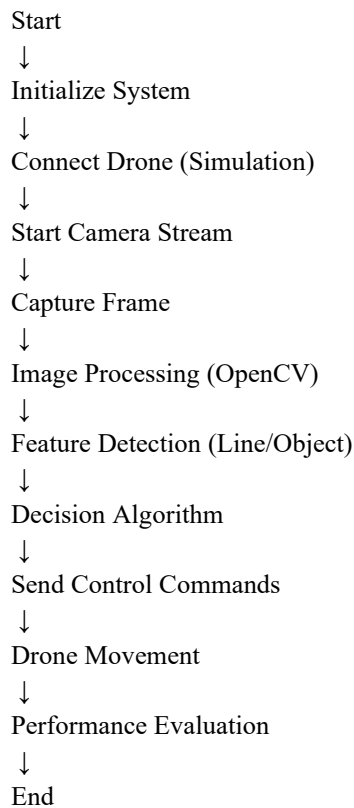 Start
↓
Initialize System
↓
Connect Drone (Simulation)
↓
Start Camera Stream
↓
Capture Frame
↓
Image Processing (OpenCV)
↓
Feature Detection (Line/Object)
↓
Decision Algorithm
↓
Send Control Commands
↓
Drone Movement
↓
Performance Evaluation
↓
End